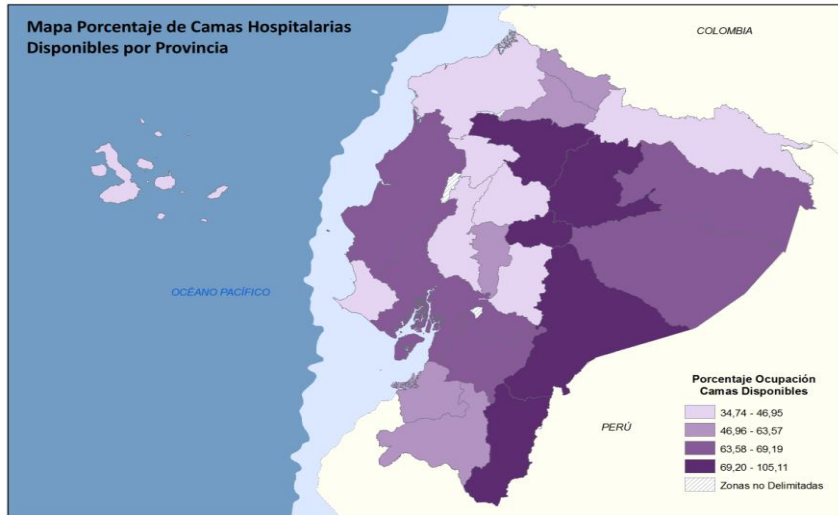 Mapa Porcentaje de Camas Hospitalarias
Disponibles por Provincia
COLOMBIA
OCÉANO PACÍFICO
PERÚ
Porcentaje Ocupación
Camas Disponibles
34,74 - 46,95
46,96 - 63,57
63,58 - 69,19
69,20 - 105,11
Zonas no Delimitadas